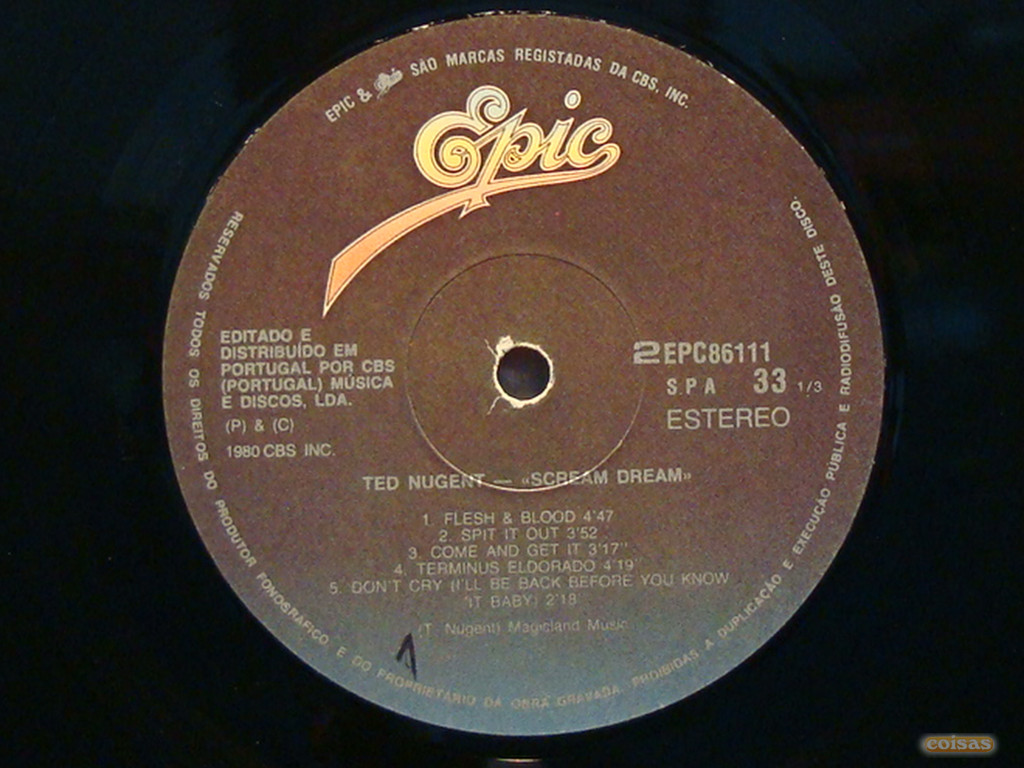 EPIC & SÃO MARCAS REGISTADAS DA CBS, INC.
Epic
RESERVADOS TODOS OS DIREITOS DO PRODUTOR FONOGRÁFICO E DO PROPRIETÁRIO DA OBRA GRAVADA. PROIBIDAS A DUPLICAÇÃO E EXECUÇÃO PÚBLICA E RADIODIFUSÃO DESTE DISCO.
EDITADO E
DISTRIBUÍDO EM
PORTUGAL POR CBS
(PORTUGAL) MÚSICA
E DISCOS, LDA.
(P) & (C)
1980 CBS INC.
2 EPC86111
S.P A 33 1/3
ESTEREO
TED NUGENT — «SCREAM DREAM»
1. FLESH & BLOOD 4'47
2. SPIT IT OUT 3'52
3. COME AND GET IT 3'17''
4. TERMINUS ELDORADO 4'19'
5. DON'T CRY (I'LL BE BACK BEFORE YOU KNOW
'IT BABY) 2'18
(T. Nugent) Magicland Music
1
coisas